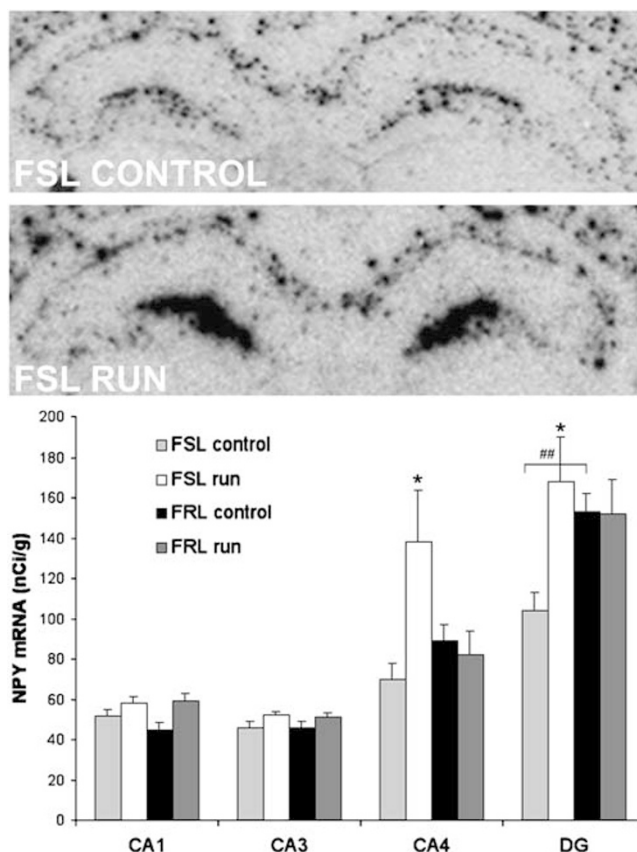 FSL CONTROL
FSL RUN
200
180
160
140
120
100
80
60
40
20
0
NPY mRNA (nCi/g)
FSL control
FSL run
FRL control
FRL run
*
*
##
CA1 CA3 CA4 DG